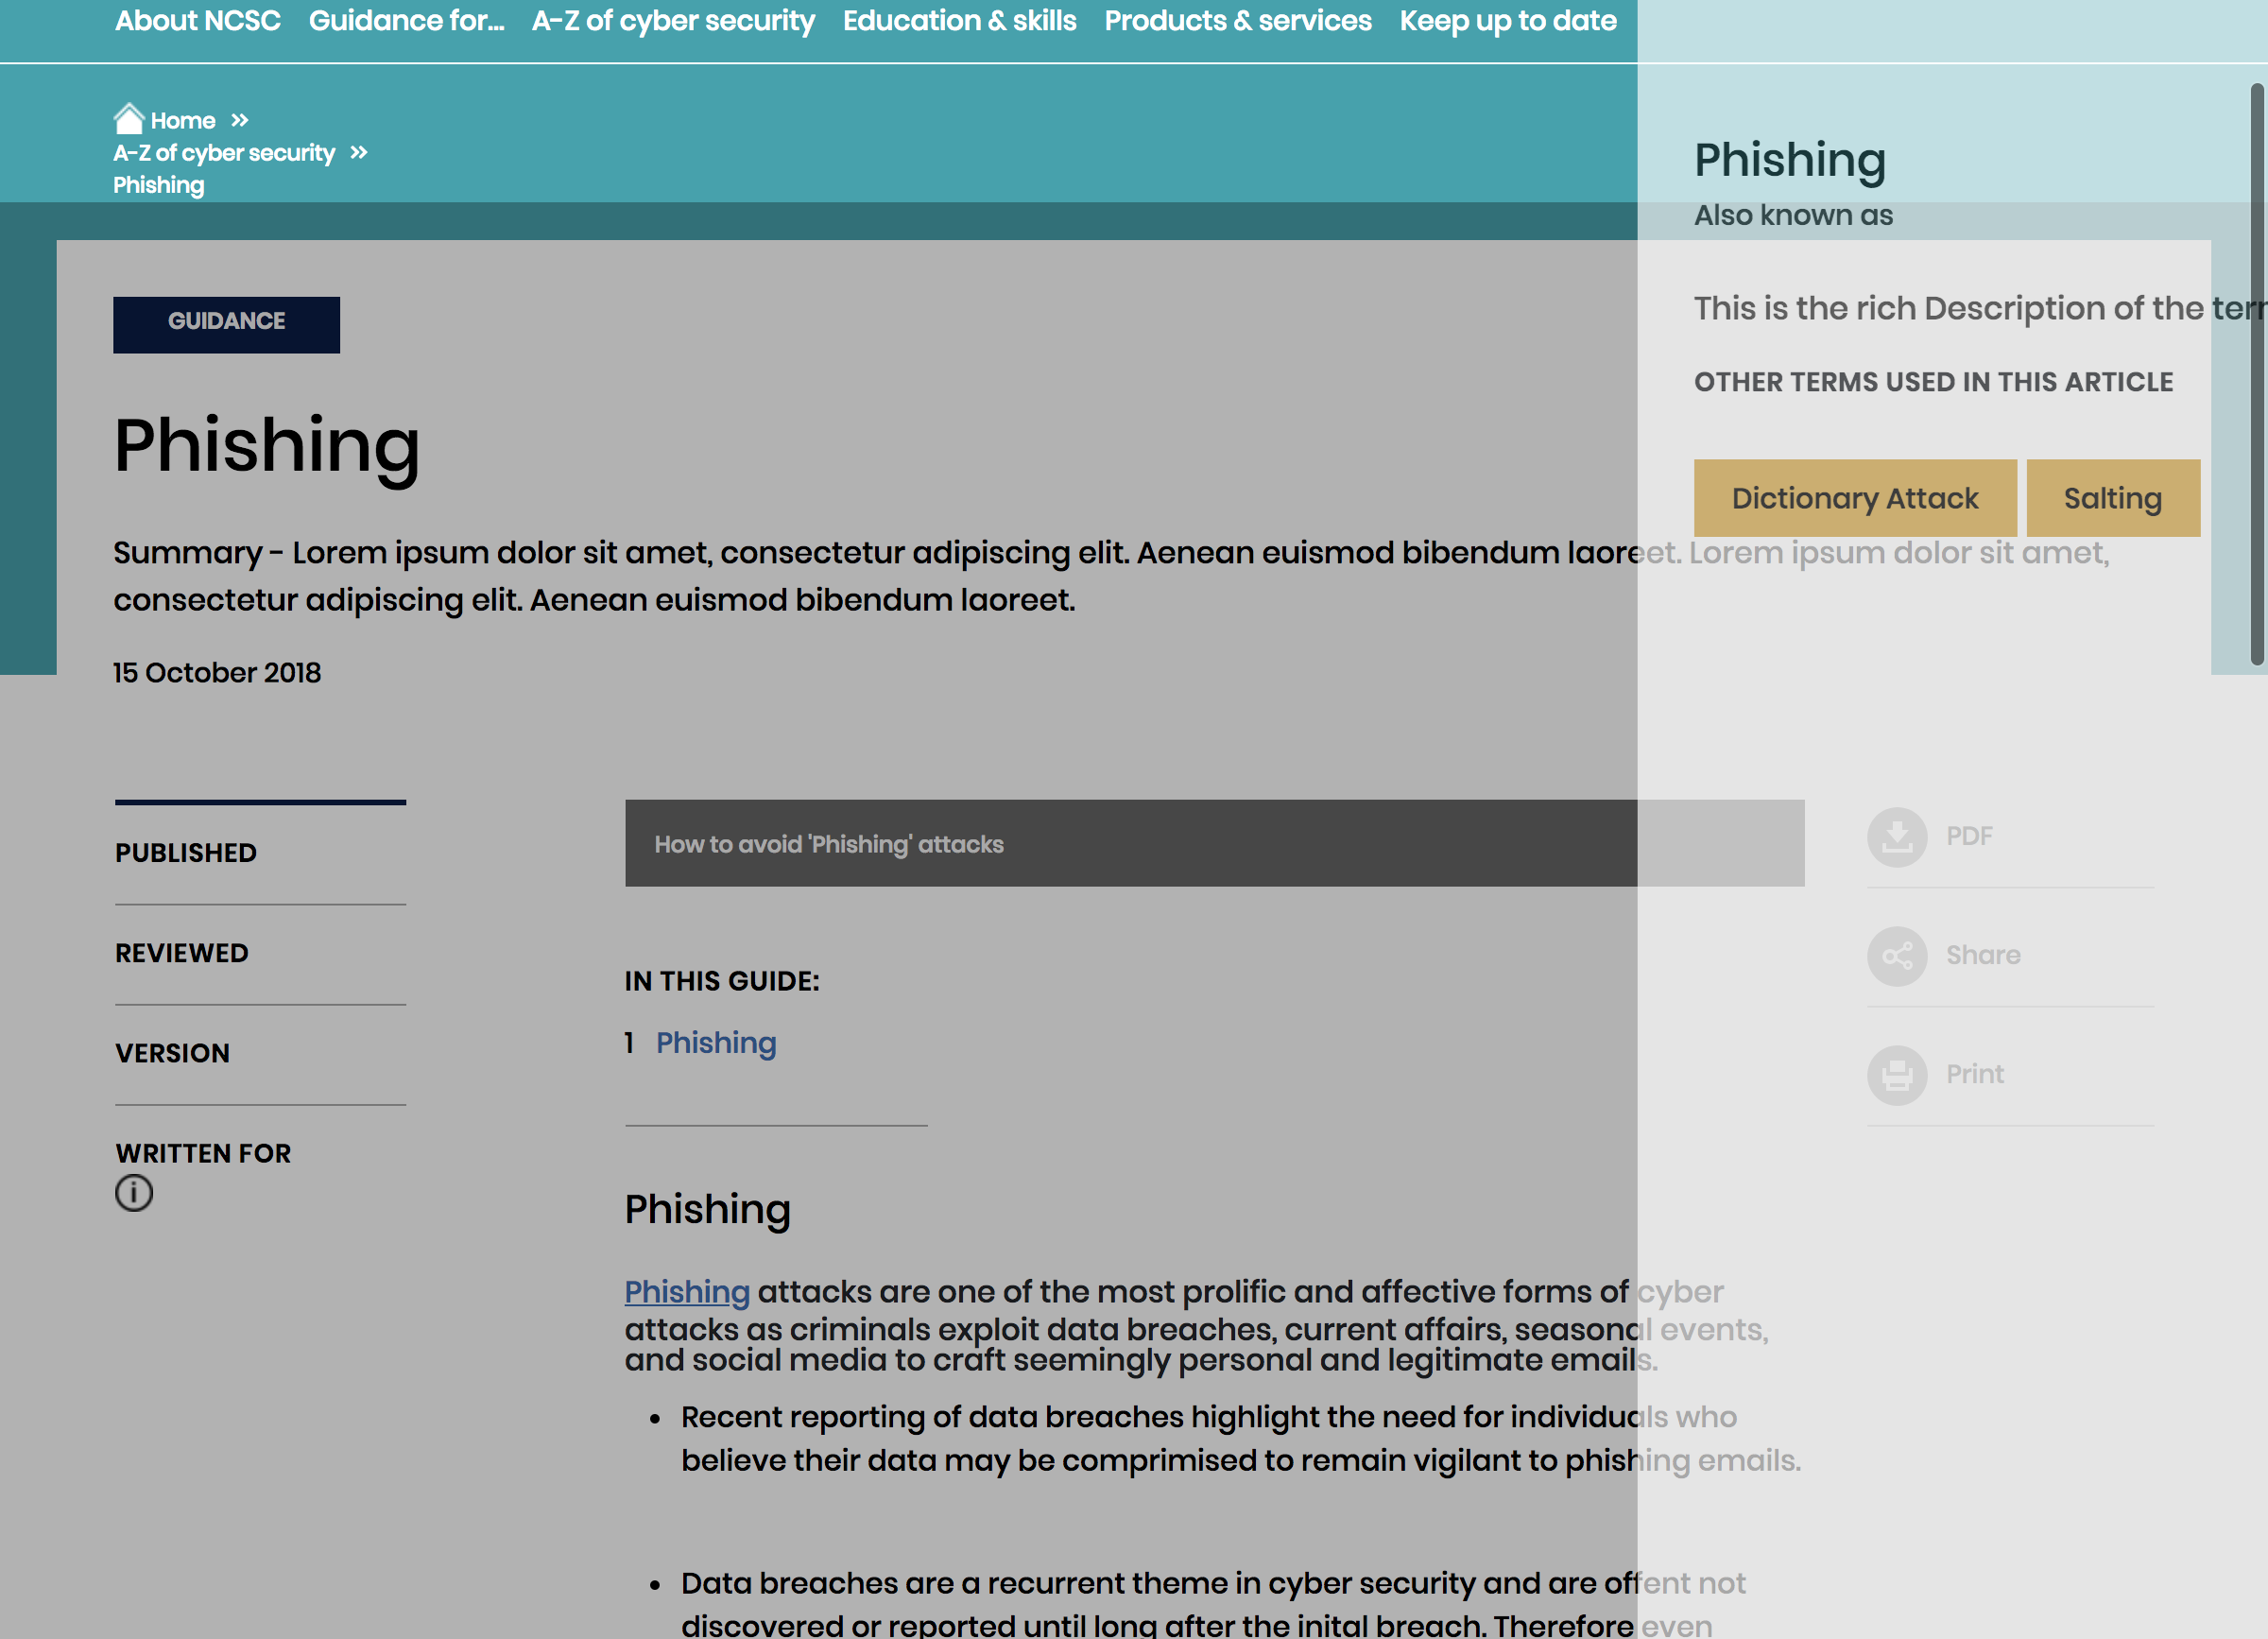 About NCSC Guidance for... A-Z of cyber security Education & skills Products & services Keep up to date
Home »
A-Z of cyber security »
Phishing
GUIDANCE
Phishing
Summary - Lorem ipsum dolor sit amet, consectetur adipiscing elit. Aenean euismod bibendum laoreet. Lorem ipsum dolor sit amet,
consectetur adipiscing elit. Aenean euismod bibendum laoreet.
15 October 2018
PUBLISHED
REVIEWED
VERSION
WRITTEN FOR
How to avoid 'Phishing' attacks
IN THIS GUIDE:
1 Phishing
Phishing
Phishing attacks are one of the most prolific and affective forms of cyber
attacks as criminals exploit data breaches, current affairs, seasonal events,
and social media to craft seemingly personal and legitimate emails.
• Recent reporting of data breaches highlight the need for individuals who
believe their data may be comprimised to remain vigilant to phishing emails.
• Data breaches are a recurrent theme in cyber security and are offent not
discovered or reported until long after the inital breach. Therefore even
PDF
Share
Print
Phishing
Also known as
This is the rich Description of the
OTHER TERMS USED IN THIS ARTICLE
Dictionary Attack
Salting